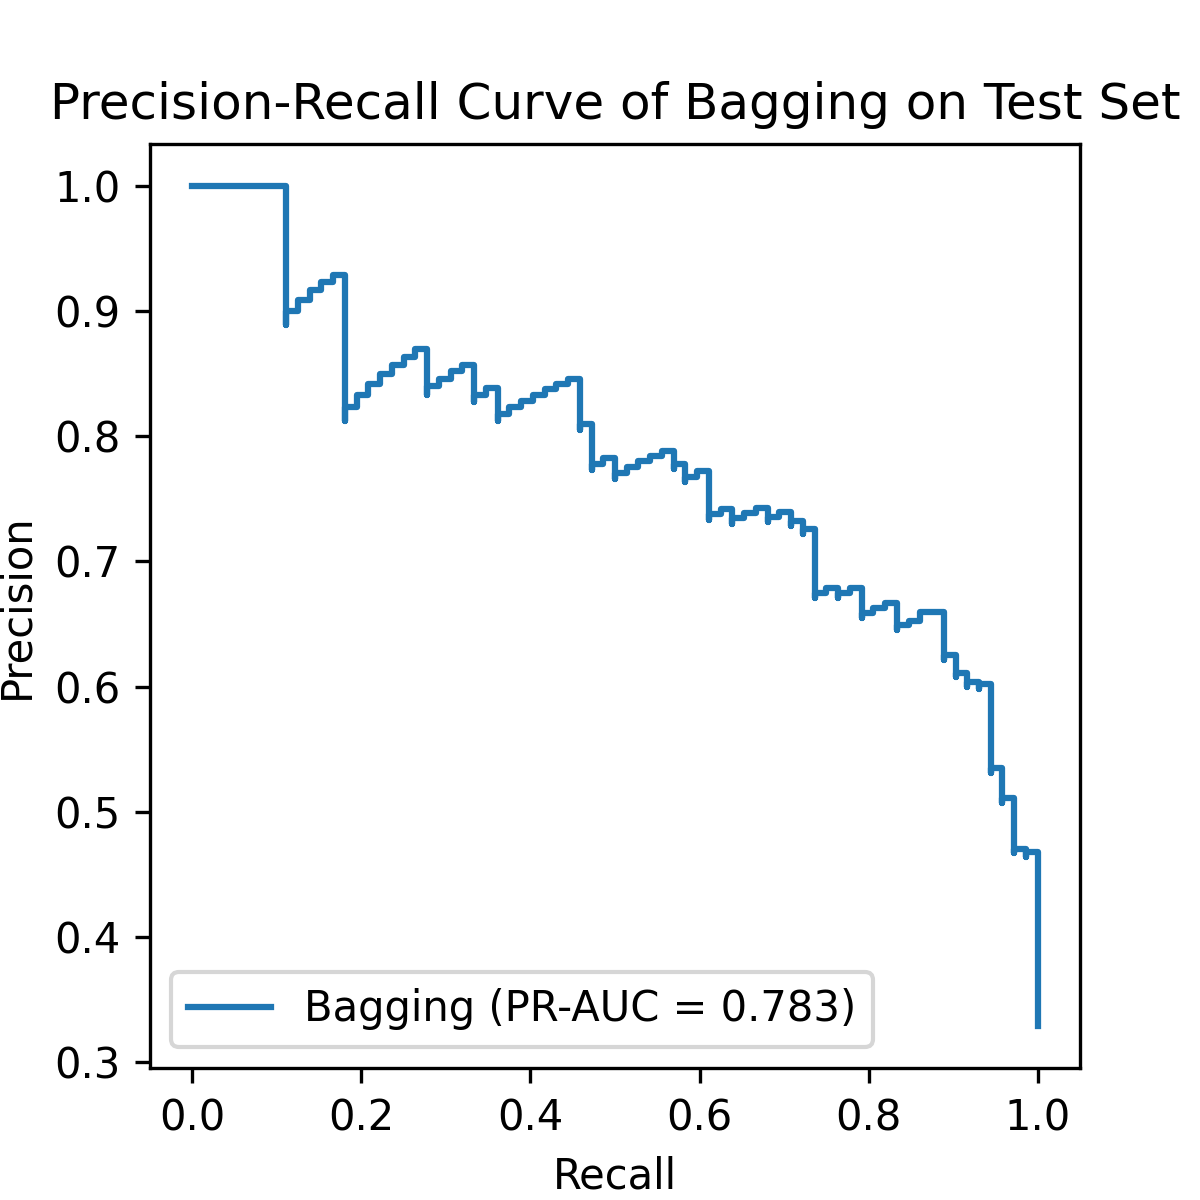 Precision-Recall Curve of Bagging on Test Set
1.0
0.9
0.8
0.7
0.6
0.5
0.4
0.3
Precision
Bagging (PR-AUC = 0.783)
0.0 0.2 0.4 0.6 0.8 1.0
Recall